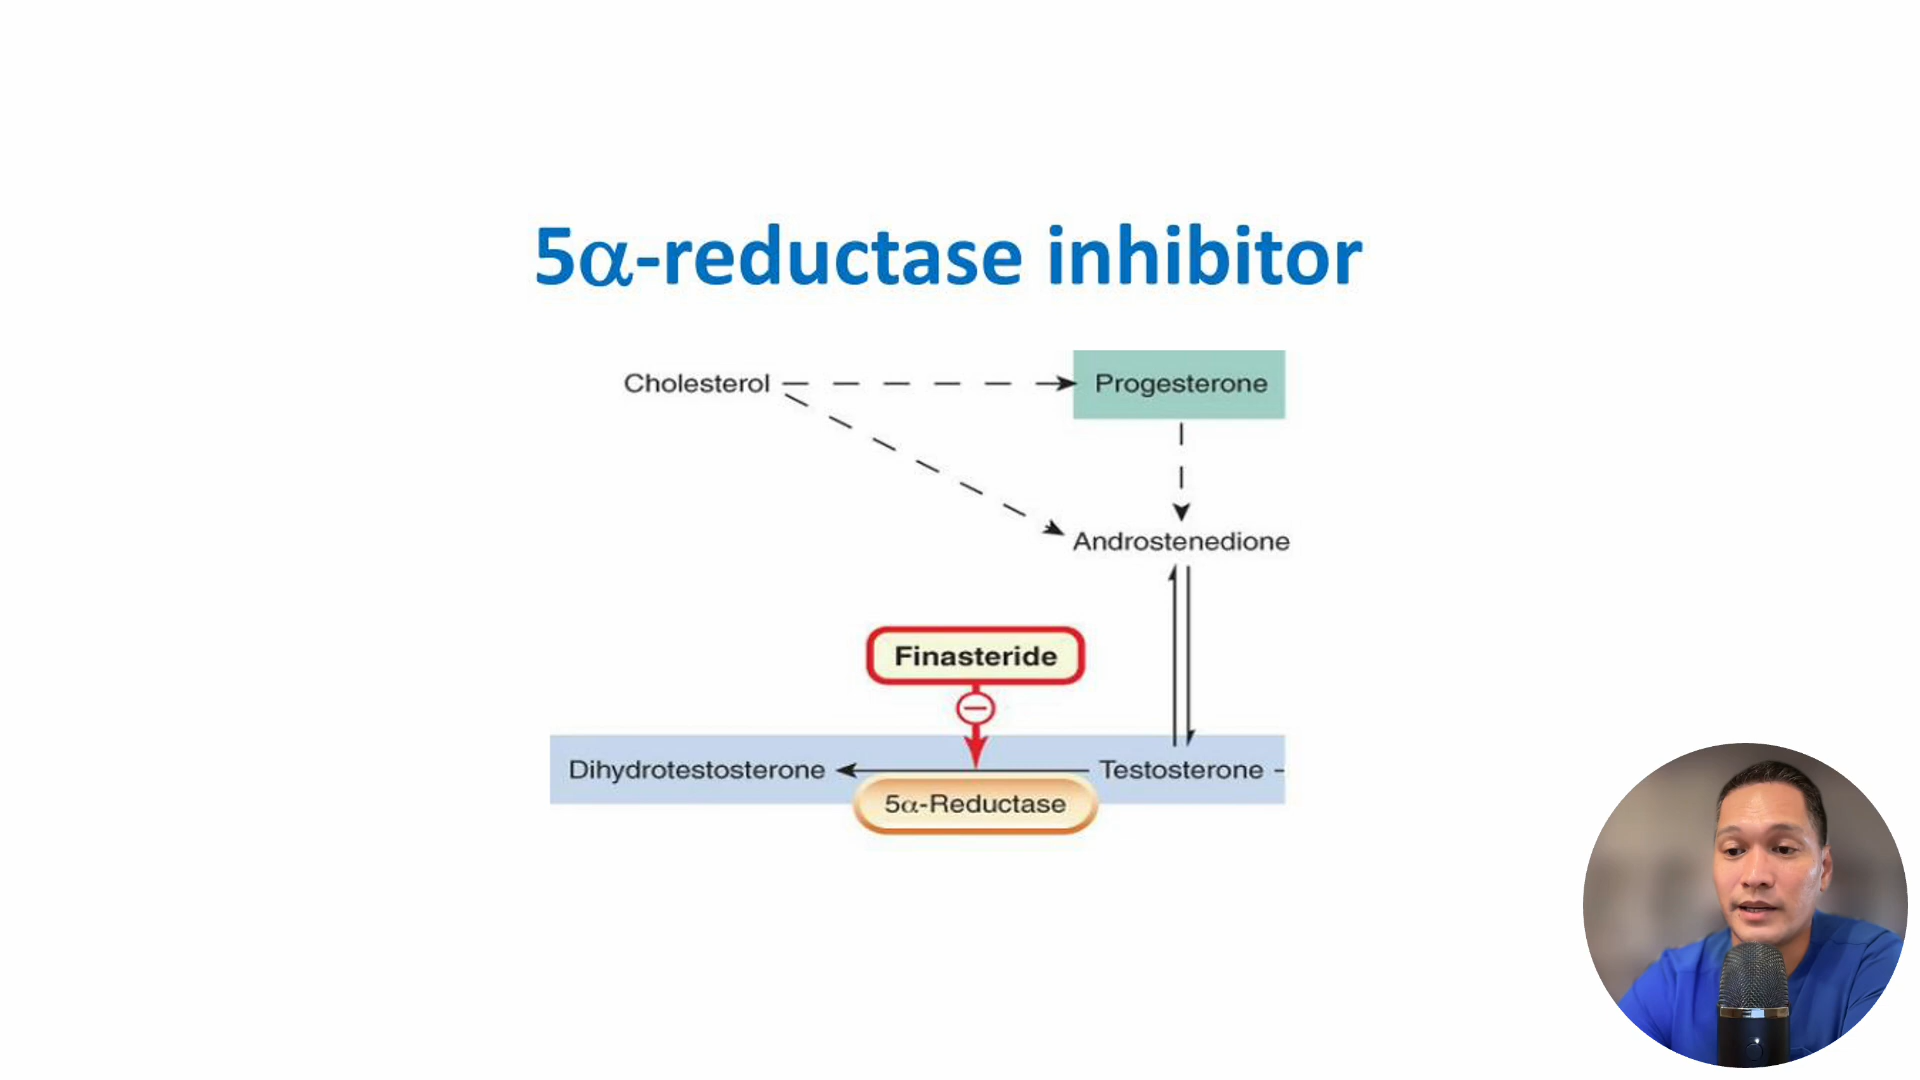 5α-reductase inhibitor
Cholesterol
Progesterone
Androstenedione
Finasteride
Dihydrotestosterone
Testosterone
5α-Reductase